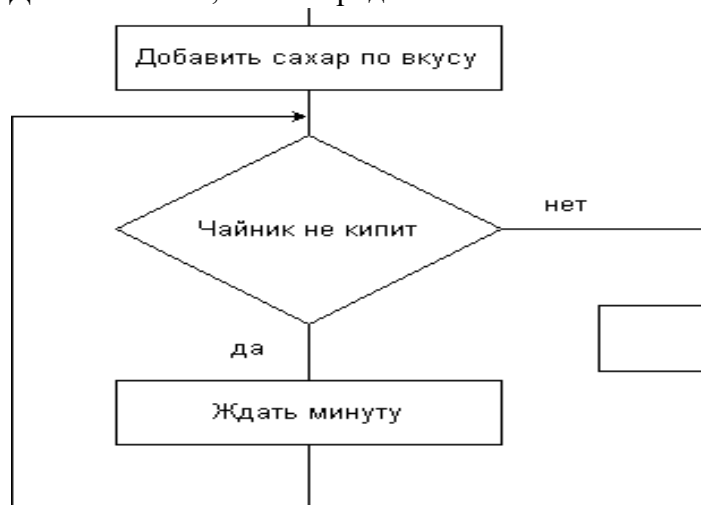 Добавить сахар по вкусу
Чайник не кипит
нет
да
Ждать минуту